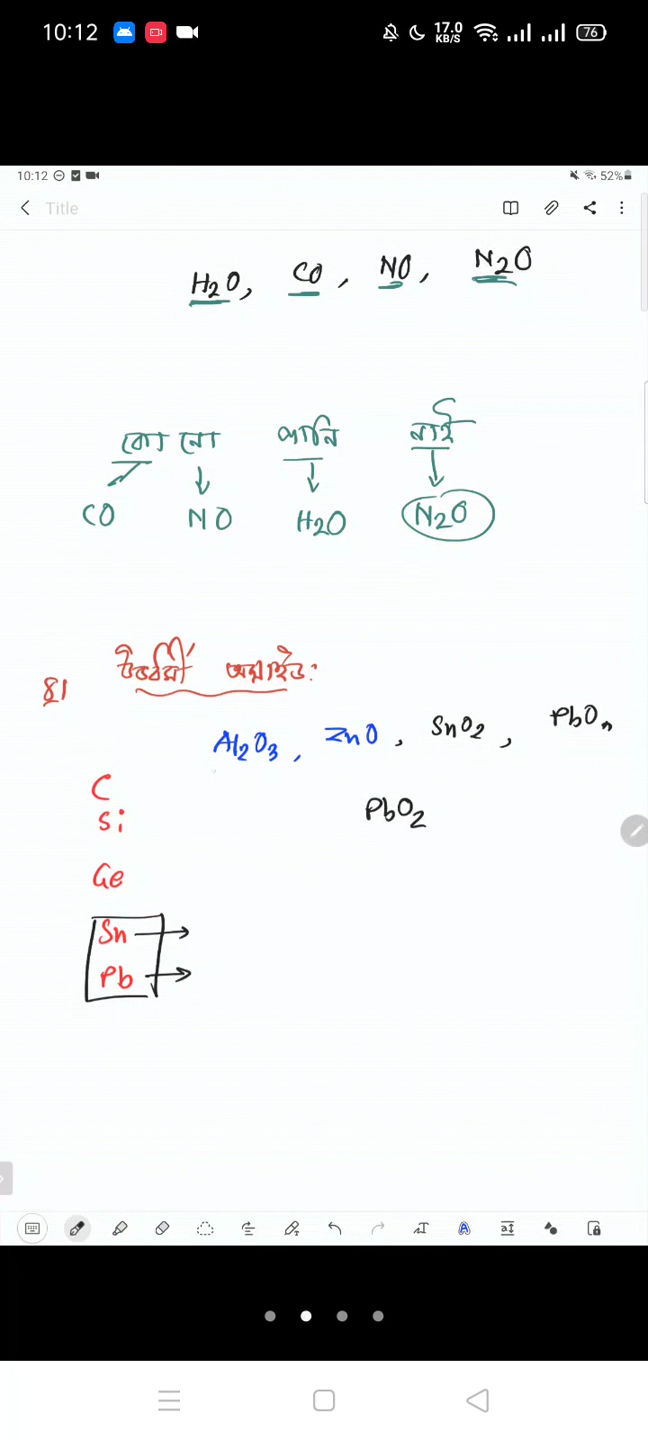 10:12 17.0 KB/S 76
10:12 52%
Title
H2O, CO, NO, N2O
কো নো পানি নাই
CO NO H2O N2O
৪। উভধর্মী অক্সাইড:
Al2O3, ZnO, SnO2, PbO,
PbO2
C
Si
Ge
Sn
Pb